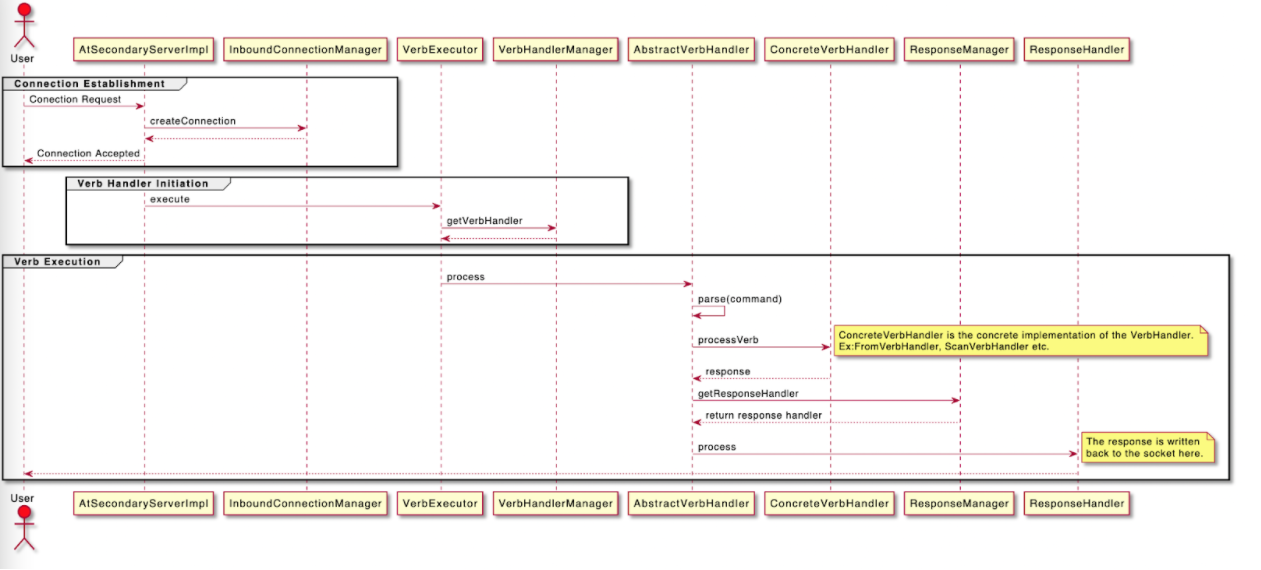 User
AtSecondaryServerImpl
InboundConnectionManager
VerbExecutor
VerbHandlerManager
AbstractVerbHandler
ConcreteVerbHandler
ResponseManager
ResponseHandler
Connection Establishment
Conection Request
createConnection
Connection Accepted
Verb Handler Initiation
execute
getVerbHandler
Verb Execution
process
parse(command)
processVerb
ConcreteVerbHandler is the concrete implementation of the VerbHandler.
Ex:FromVerbHandler, ScanVerbHandler etc.
response
getResponseHandler
return response handler
process
The response is written
back to the socket here.
User
AtSecondaryServerImpl
InboundConnectionManager
VerbExecutor
VerbHandlerManager
AbstractVerbHandler
ConcreteVerbHandler
ResponseManager
ResponseHandler